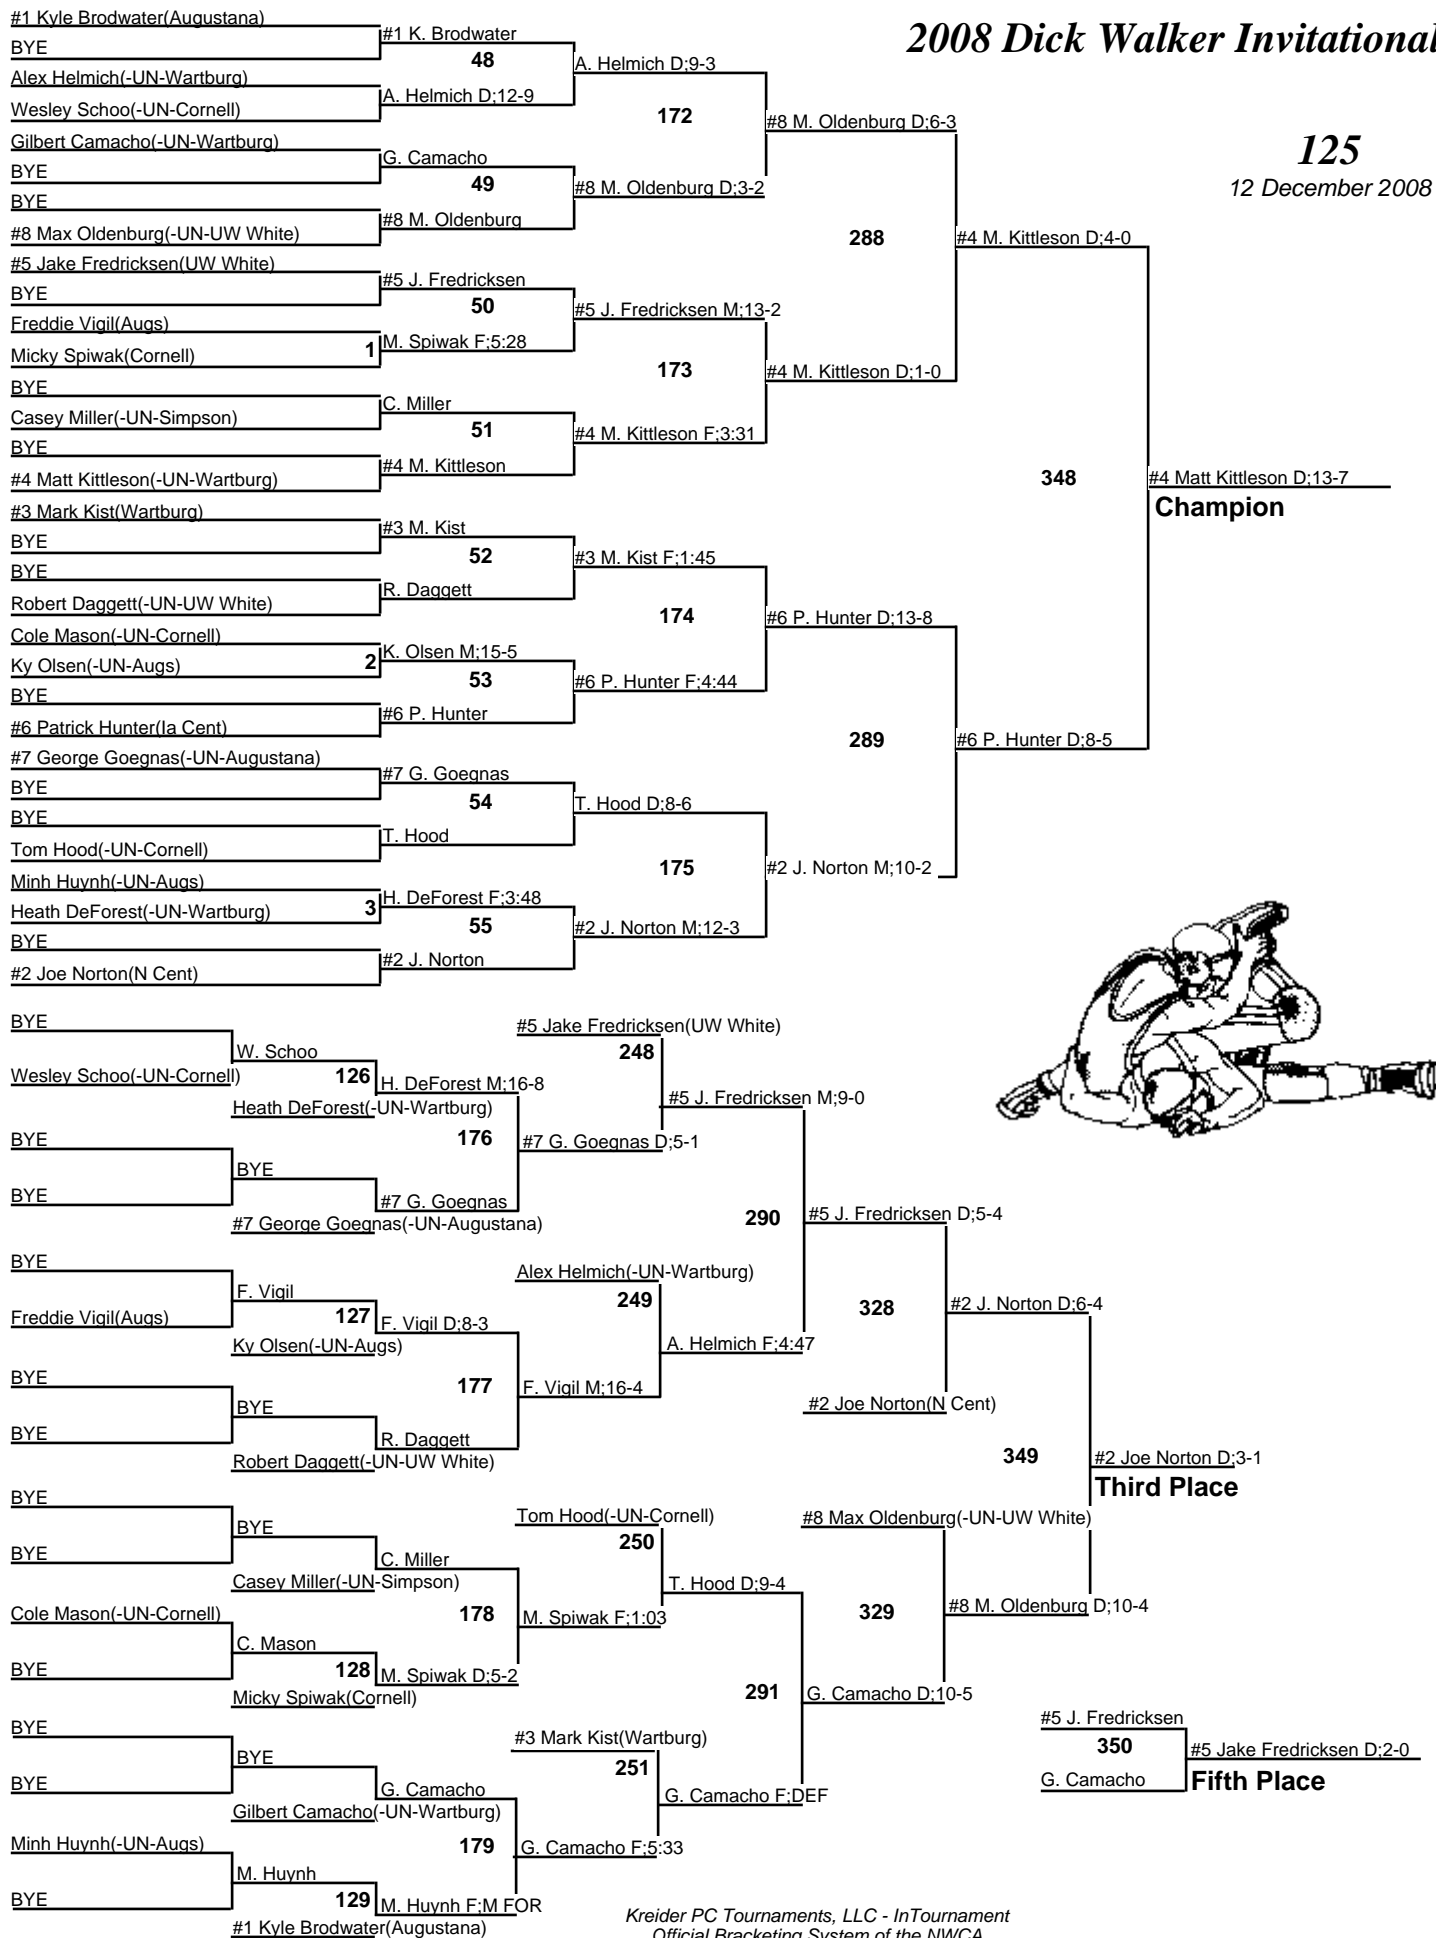 #1 Kyle Brodwater(Augustana)
BYE
#1 K. Brodwater
48
Alex Helmich(-UN-Wartburg)
Wesley Schoo(-UN-Cornell)
A. Helmich D;12-9
A. Helmich D;9-3
172
Gilbert Camacho(-UN-Wartburg)
BYE
G. Camacho
49
BYE
#8 Max Oldenburg(-UN-UW White)
#8 M. Oldenburg
#8 M. Oldenburg D;3-2
#8 M. Oldenburg D;6-3
288
2008 Dick Walker Invitational
125
12 December 2008
#5 Jake Fredricksen(UW White)
BYE
#5 J. Fredricksen
50
Freddie Vigil(Augs)
Micky Spiwak(Cornell)
1
M. Spiwak F;5:28
#5 J. Fredricksen M;13-2
173
BYE
Casey Miller(-UN-Simpson)
C. Miller
51
BYE
#4 Matt Kittleson(-UN-Wartburg)
#4 M. Kittleson
#4 M. Kittleson F;3:31
#4 M. Kittleson D;1-0
#4 M. Kittleson D;4-0
348
#4 Matt Kittleson D;13-7
Champion
#3 Mark Kist(Wartburg)
BYE
#3 M. Kist
52
BYE
Robert Daggett(-UN-UW White)
R. Daggett
#3 M. Kist F;1:45
174
Cole Mason(-UN-Cornell)
Ky Olsen(-UN-Augs)
2
K. Olsen M;15-5
53
BYE
#6 Patrick Hunter(Ia Cent)
#6 P. Hunter
#6 P. Hunter F;4:44
#6 P. Hunter D;13-8
289
#6 P. Hunter D;8-5
#7 George Goegnas(-UN-Augustana)
BYE
#7 G. Goegnas
54
BYE
Tom Hood(-UN-Cornell)
T. Hood
T. Hood D;8-6
175
Minh Huynh(-UN-Augs)
Heath DeForest(-UN-Wartburg)
3
H. DeForest F;3:48
55
BYE
#2 Joe Norton(N Cent)
#2 J. Norton
#2 J. Norton M;12-3
#2 J. Norton M;10-2
BYE
Wesley Schoo(-UN-Cornell)
W. Schoo
126
Heath DeForest(-UN-Wartburg)
H. DeForest M;16-8
176
BYE
BYE
BYE
#7 George Goegnas(-UN-Augustana)
#7 G. Goegnas
#7 G. Goegnas D;5-1
#5 Jake Fredricksen(UW White)
248
#5 J. Fredricksen M;9-0
290
BYE
Freddie Vigil(Augs)
F. Vigil
127
Ky Olsen(-UN-Augs)
F. Vigil D;8-3
177
BYE
BYE
BYE
Robert Daggett(-UN-UW White)
R. Daggett
F. Vigil M;16-4
Alex Helmich(-UN-Wartburg)
249
A. Helmich F;4:47
#5 J. Fredricksen D;5-4
328
#2 Joe Norton(N Cent)
#2 J. Norton D;6-4
349
#2 Joe Norton D;3-1
Third Place
BYE
BYE
BYE
Casey Miller(-UN-Simpson)
C. Miller
178
Cole Mason(-UN-Cornell)
BYE
C. Mason
128
Micky Spiwak(Cornell)
M. Spiwak D;5-2
M. Spiwak F;1:03
Tom Hood(-UN-Cornell)
250
T. Hood D;9-4
291
#8 Max Oldenburg(-UN-UW White)
329
#8 M. Oldenburg D;10-4
BYE
BYE
BYE
Gilbert Camacho(-UN-Wartburg)
G. Camacho
179
Minh Huynh(-UN-Augs)
BYE
M. Huynh
129
#1 Kyle Brodwater(Augustana)
M. Huynh F;M FOR
G. Camacho F;5:33
#3 Mark Kist(Wartburg)
251
G. Camacho F;DEF
G. Camacho D;10-5
#5 J. Fredricksen
350
G. Camacho
#5 Jake Fredricksen D;2-0
Fifth Place
Kreider PC Tournaments, LLC - InTournament
Official Bracketing System of the NWCA